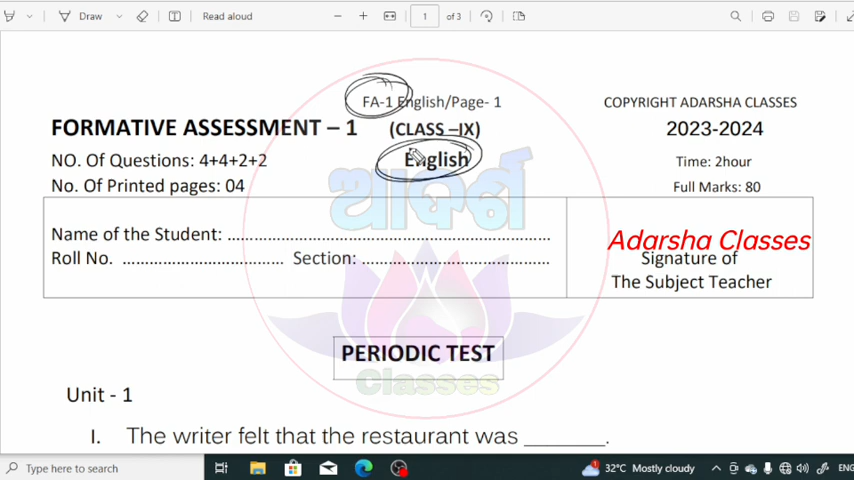 Draw
Read aloud
1 of 3
FA-1 English/Page- 1
COPYRIGHT ADARSHA CLASSES
FORMATIVE ASSESSMENT – 1 (CLASS –IX) 2023-2024
NO. Of Questions: 4+4+2+2 English Time: 2hour
No. Of Printed pages: 04 Full Marks: 80
ଆଦର୍ଶ
Name of the Student: ................................................................ Adarsha Classes
Roll No. ................................ Section: ..................................... Signature of
The Subject Teacher
PERIODIC TEST
Classes
Unit - 1
I. The writer felt that the restaurant was _______.
Type here to search
1
32°C Mostly cloudy
ENG